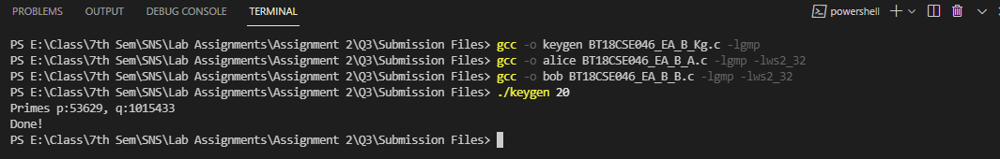 PROBLEMS OUTPUT DEBUG CONSOLE TERMINAL powershell
PS E:\Class\7th Sem\SNS\Lab Assignments\Assignment 2\Q3\Submission Files> gcc -o keygen BT18CSE046_EA_B_Kg.c -lgmp
PS E:\Class\7th Sem\SNS\Lab Assignments\Assignment 2\Q3\Submission Files> gcc -o alice BT18CSE046_EA_B_A.c -lgmp -lws2_32
PS E:\Class\7th Sem\SNS\Lab Assignments\Assignment 2\Q3\Submission Files> gcc -o bob BT18CSE046_EA_B_B.c -lgmp -lws2_32
PS E:\Class\7th Sem\SNS\Lab Assignments\Assignment 2\Q3\Submission Files> ./keygen 20
Primes p:53629, q:1015433
Done!
PS E:\Class\7th Sem\SNS\Lab Assignments\Assignment 2\Q3\Submission Files>